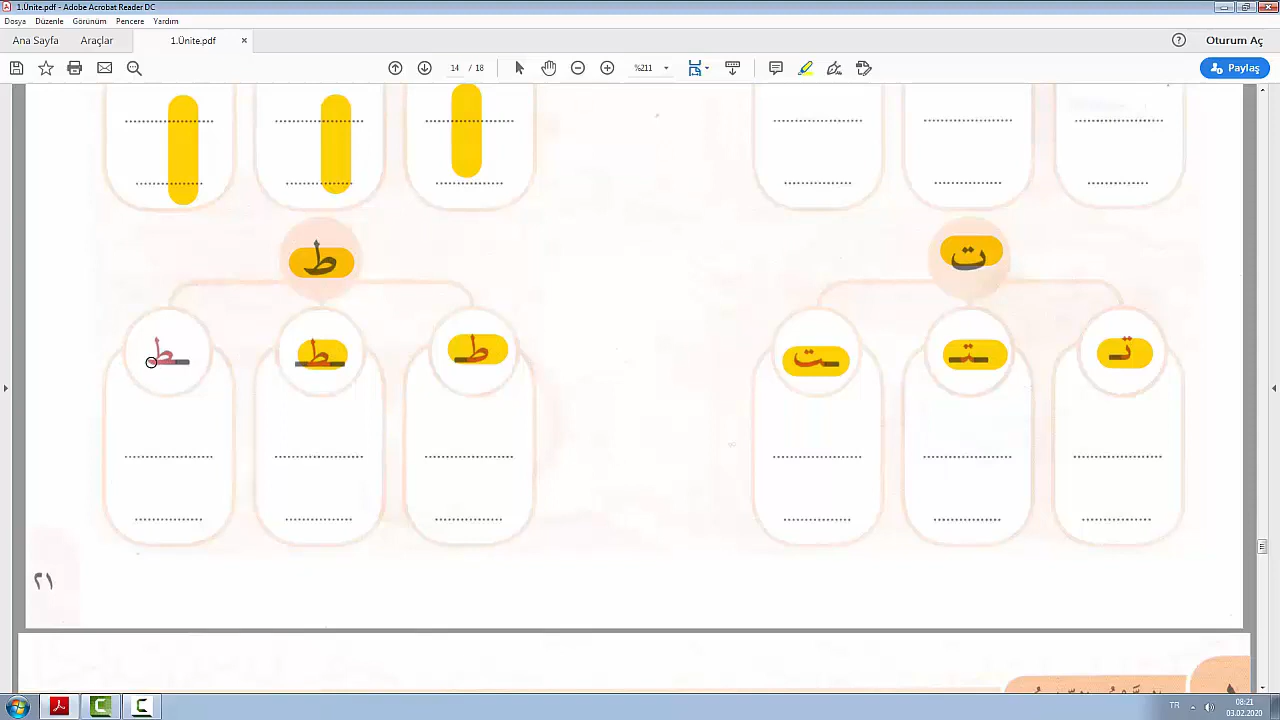 1.Ünite.pdf - Adobe Acrobat Reader DC
Dosya Düzenle Görünüm Pencere Yardım
Ana Sayfa Araçlar 1.Ünite.pdf × Oturum Aç
14 / 18 %211 Paylaş
ط ت
ط ـطـ ـط تـ ـتـ ـت
٢١
TR 08:21
03.02.2020